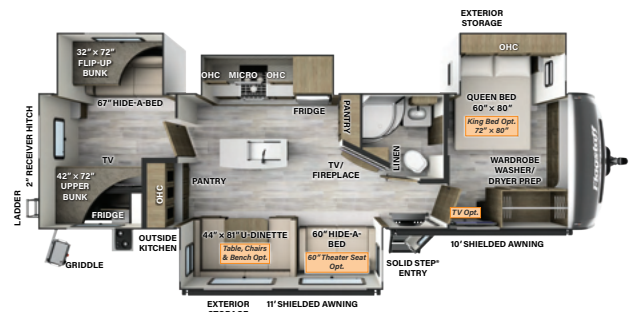 EXTERIOR
STORAGE
OHC
32" x 72"
FLIP-UP
BUNK
67" HIDE-A-BED
OHC MICRO OHC
FRIDGE
PANTRY
QUEEN BED
60" x 80"
King Bed Opt.
72" x 80"
2" RECEIVER HITCH
LADDER
TV
42" x 72"
UPPER
BUNK
FRIDGE
OHC
PANTRY
TV/
FIREPLACE
LINEN
WARDROBE
WASHER/
DRYER PREP
Flagstaff
TV Opt.
GRIDDLE
OUTSIDE
KITCHEN
44" x 81" U-DINETTE
Table, Chairs
& Bench Opt.
60" HIDE-A-
BED
60" Theater Seat
Opt.
SOLID STEP®
ENTRY
10' SHIELDED AWNING
EXTERIOR
STORAGE
11' SHIELDED AWNING